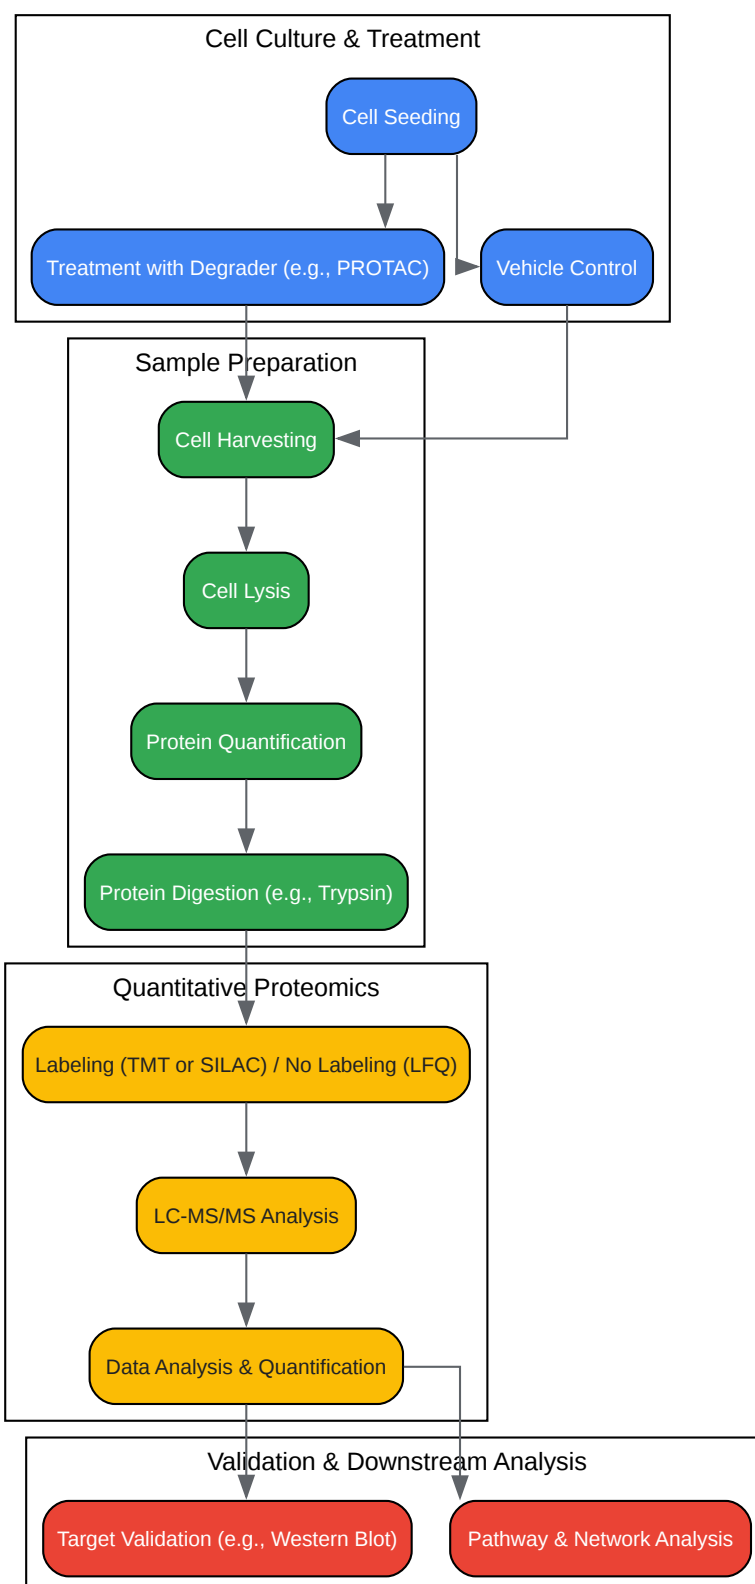 Cell Culture & Treatment
Cell Seeding
Treatment with Degrader (e.g., PROTAC)
Vehicle Control
Sample Preparation
Cell Harvesting
Cell Lysis
Protein Quantification
Protein Digestion (e.g., Trypsin)
Quantitative Proteomics
Labeling (TMT or SILAC) / No Labeling (LFQ)
LC-MS/MS Analysis
Data Analysis & Quantification
Validation & Downstream Analysis
Target Validation (e.g., Western Blot)
Pathway & Network Analysis